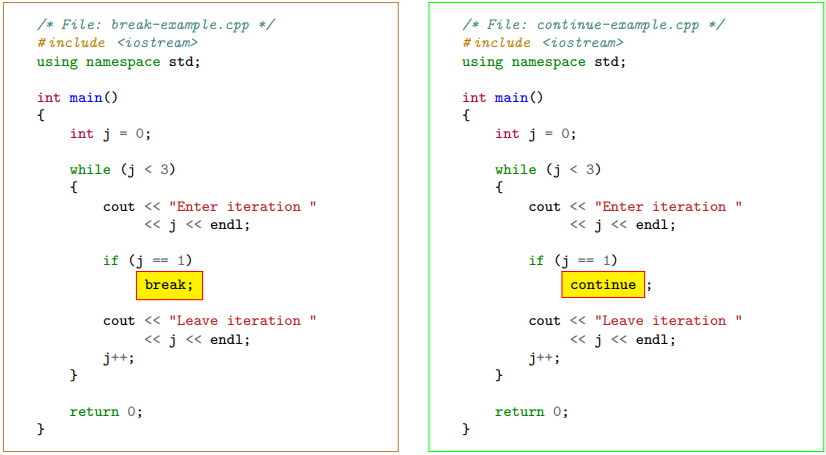 /* File: break-example.cpp */
#include <iostream>
using namespace std;
int main()
{
int j = 0;
while (j < 3)
{
cout << "Enter iteration "
<< j << endl;
if (j == 1)
break;
cout << "Leave iteration "
<< j << endl;
j++;
}
return 0;
}
/* File: continue-example.cpp */
#include <iostream>
using namespace std;
int main()
{
int j = 0;
while (j < 3)
{
cout << "Enter iteration "
<< j << endl;
if (j == 1)
continue ;
cout << "Leave iteration "
<< j << endl;
j++;
}
return 0;
}